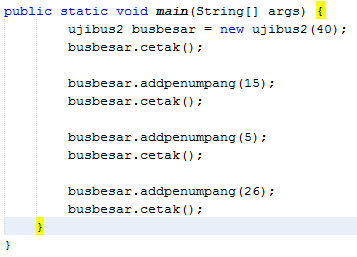 public static void main(String[] args) {
ujibus2 busbesar = new ujibus2(40);
busbesar.cetak();
busbesar.addpenumpang(15);
busbesar.cetak();
busbesar.addpenumpang(5);
busbesar.cetak();
busbesar.addpenumpang(26);
busbesar.cetak();
}
}